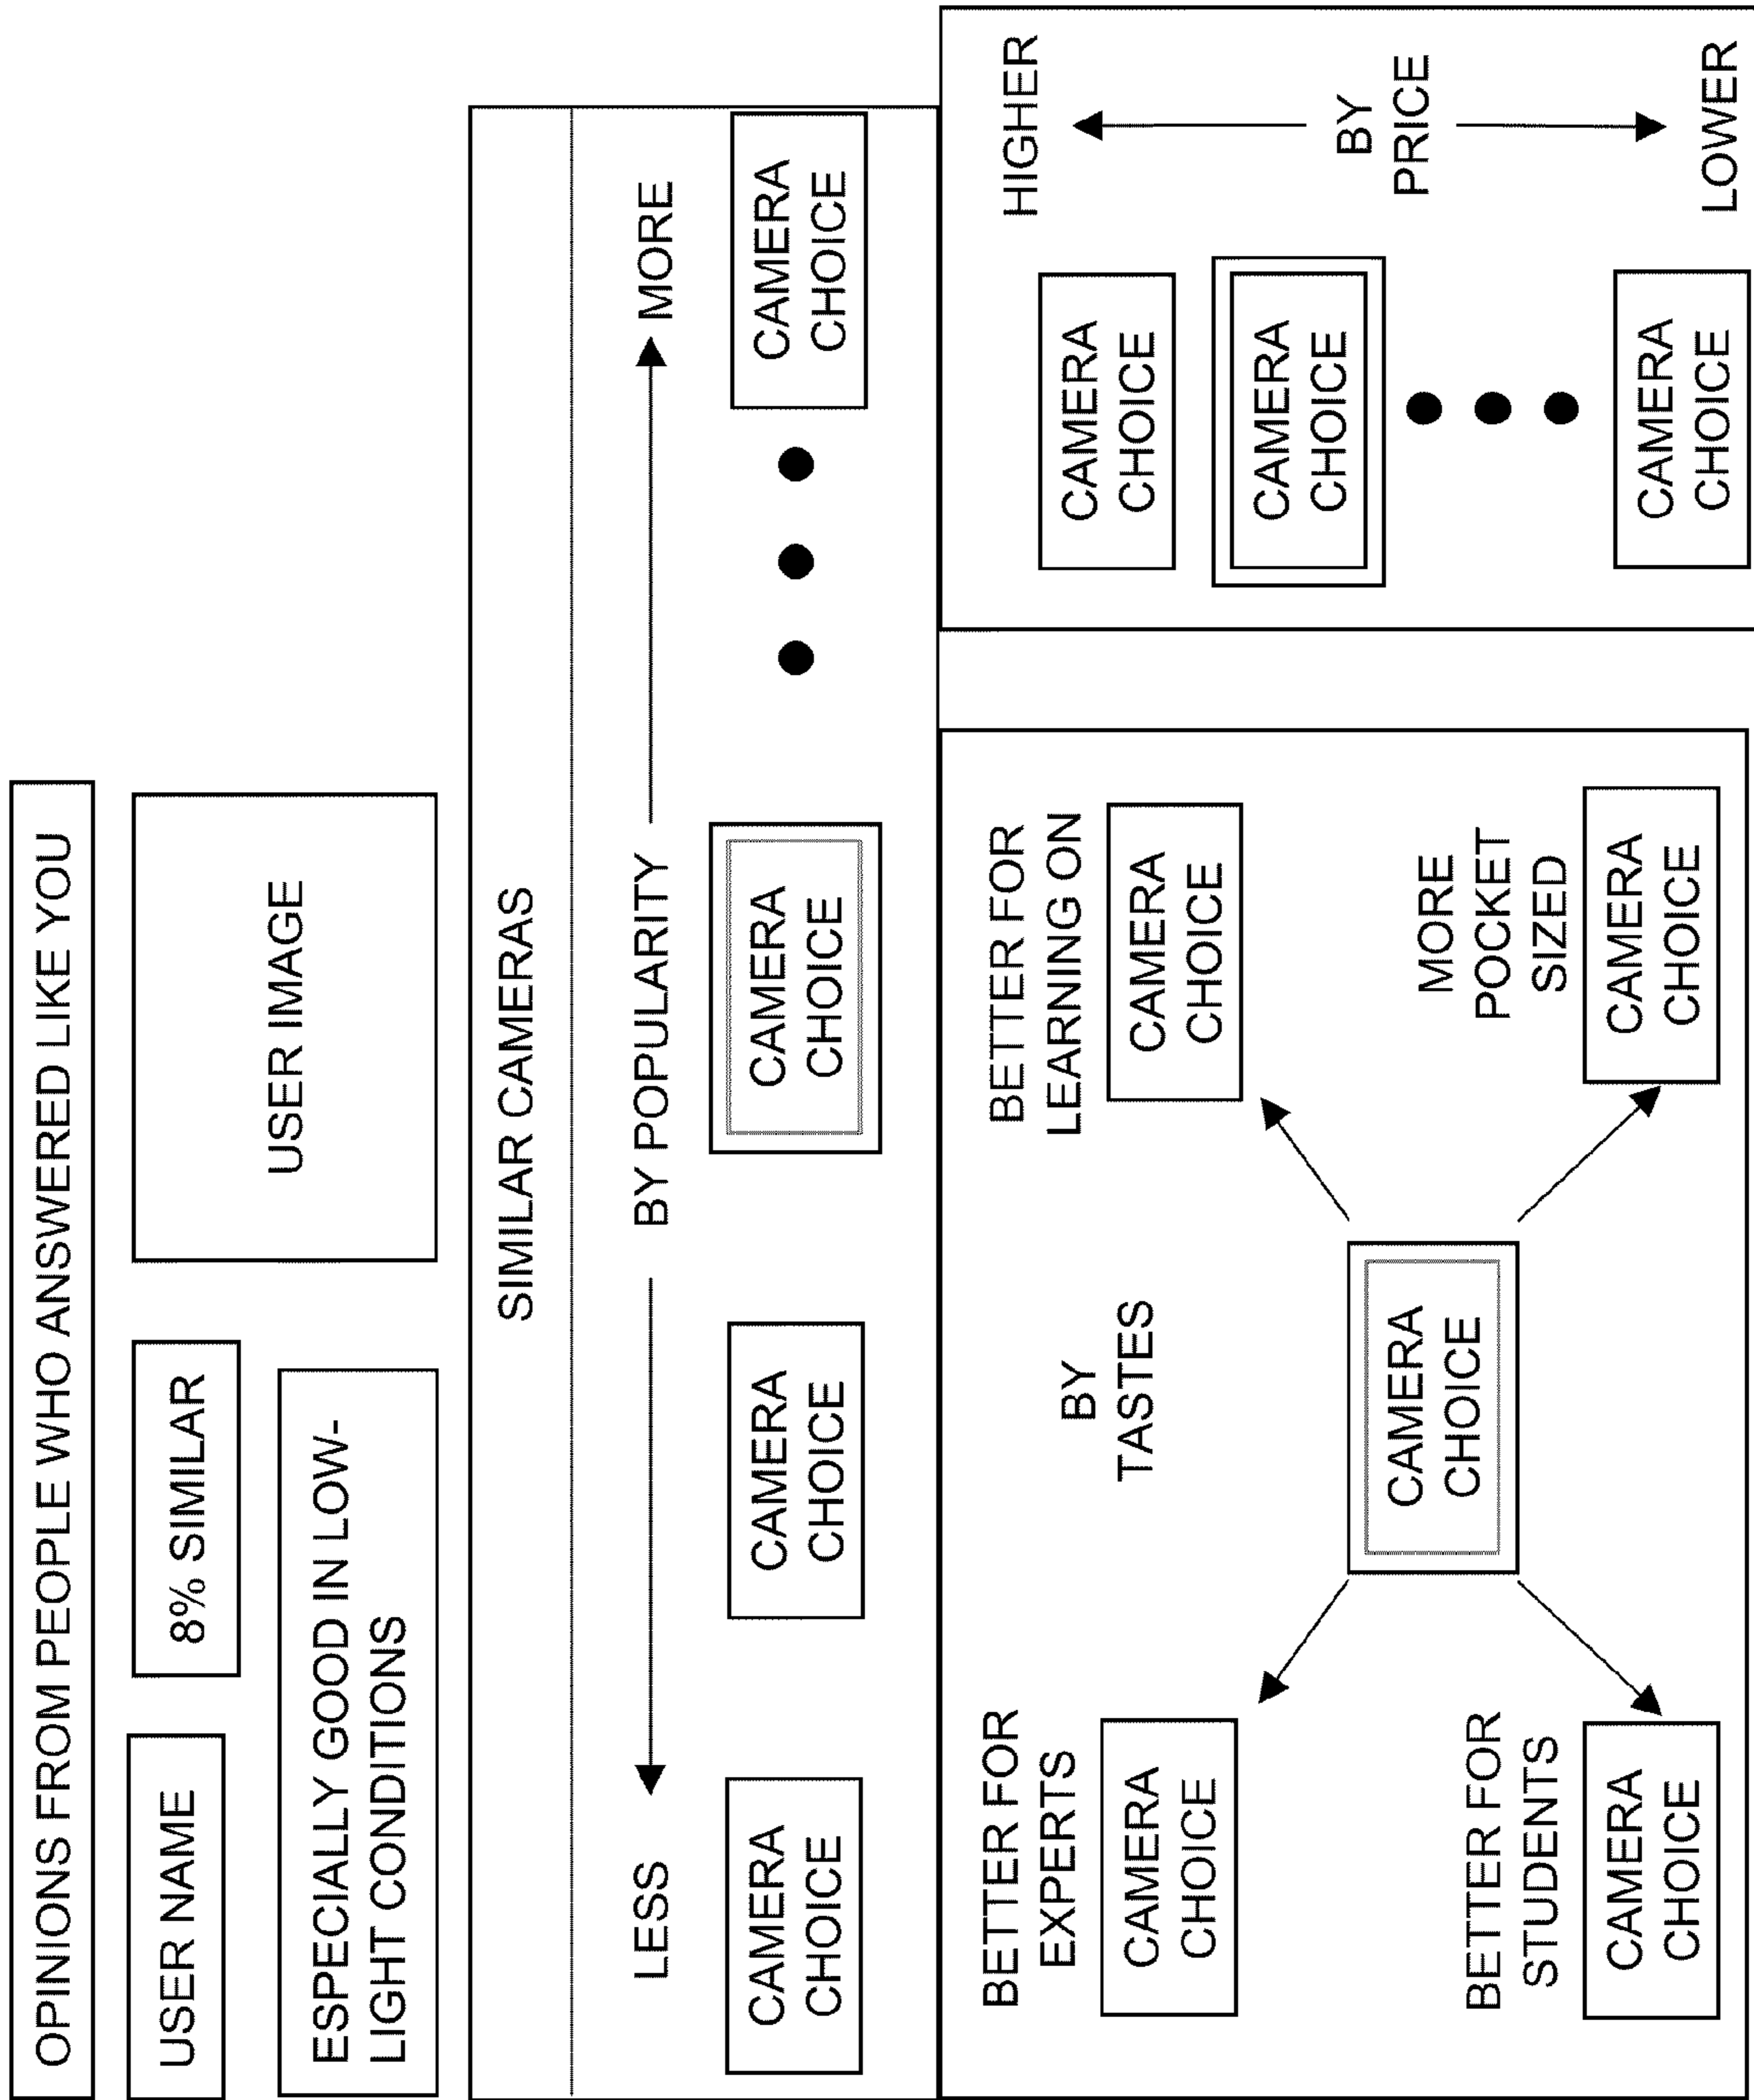 OPINIONS FROM PEOPLE WHO ANSWERED LIKE YOU
USER NAME
8% SIMILAR
USER IMAGE
ESPECIALLY GOOD IN LOW-
LIGHT CONDITIONS
SIMILAR CAMERAS
LESS
BY POPULARITY
MORE
CAMERA
CHOICE
CAMERA
CHOICE
CAMERA
CHOICE
CAMERA
CHOICE
BETTER FOR
EXPERTS
CAMERA
CHOICE
BY
TASTES
BETTER FOR
LEARNING ON
CAMERA
CHOICE
CAMERA
CHOICE
BETTER FOR
STUDENTS
CAMERA
CHOICE
MORE
POCKET
SIZED
CAMERA
CHOICE
CAMERA
CHOICE
CAMERA
CHOICE
CAMERA
CHOICE
HIGHER
BY
PRICE
LOWER